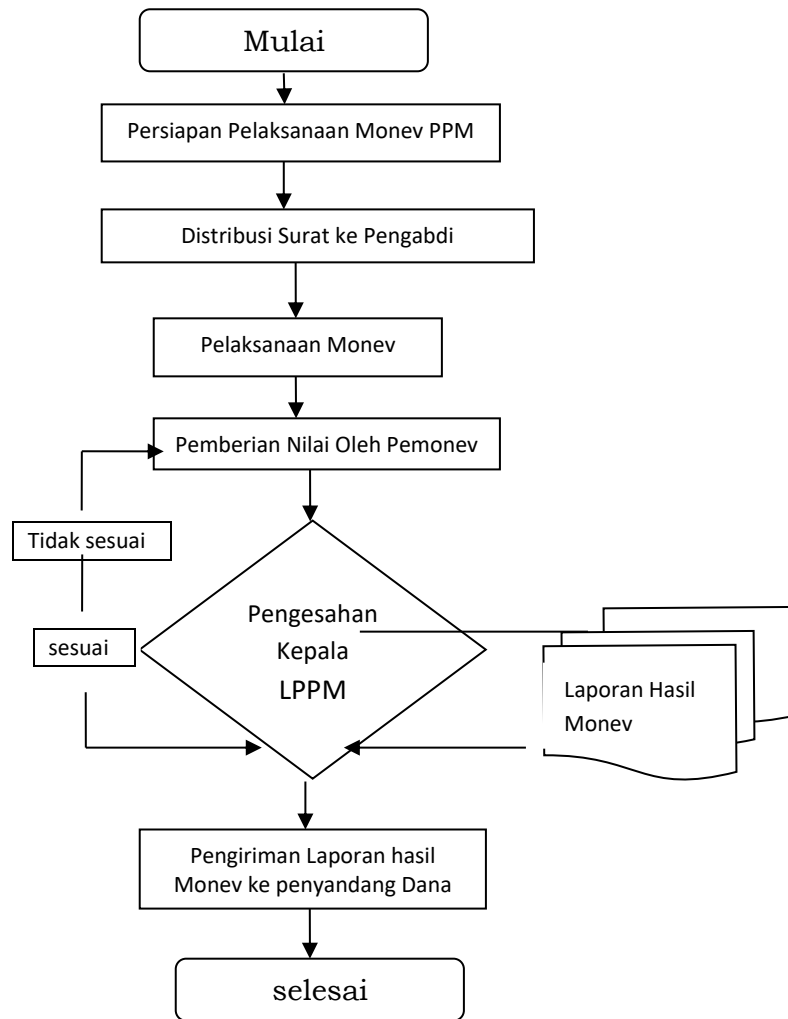 Mulai
Persiapan Pelaksanaan Monev PPM
Distribusi Surat ke Pengabdi
Pelaksanaan Monev
Pemberian Nilai Oleh Pemonev
Tidak sesuai
sesuai
Pengesahan
Kepala
LPPM
Laporan Hasil
Monev
Pengiriman Laporan hasil
Monev ke penyandang Dana
selesai